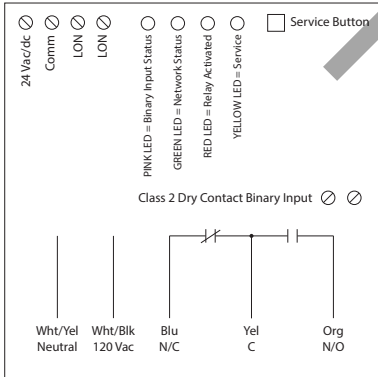 24 Vac/dc
Comm
LON
LON
PINK LED = Binary Input Status
GREEN LED = Network Status
RED LED = Relay Activated
YELLOW LED = Service
Service Button
Class 2 Dry Contact Binary Input
Wht/Yel Wht/Blk Blu Yel Org
Neutral 120 Vac N/C C N/O